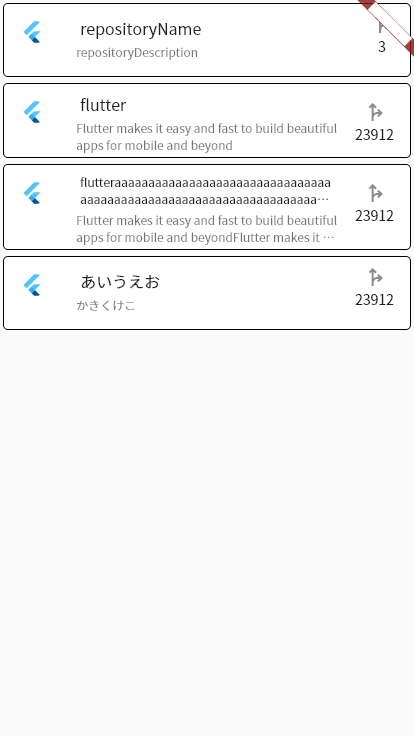 repositoryName
repositoryDescription
3
flutter
Flutter makes it easy and fast to build beautiful
apps for mobile and beyond
23912
flutteraaaaaaaaaaaaaaaaaaaaaaaaaaaaaaaa
aaaaaaaaaaaaaaaaaaaaaaaaaaaaaaaaaaa…
Flutter makes it easy and fast to build beautiful
apps for mobile and beyondFlutter makes it …
23912
あいうえお
かきくけこ
23912